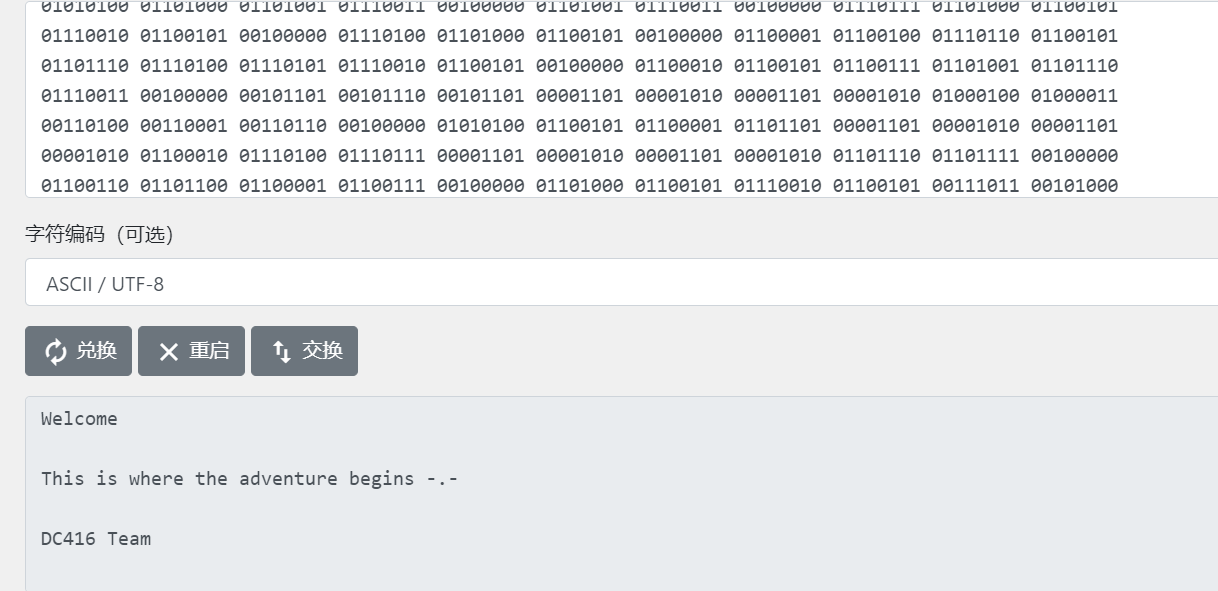 01010100 01101000 01101001 01110011 00100000 01101001 01110011 00100000 01110111 01101000 01100101
01110010 01100101 00100000 01110100 01101000 01100101 00100000 01100001 01100100 01110110 01100101
01101110 01110100 01110101 01110010 01100101 00100000 01100010 01100101 01100111 01101001 01101110
01110011 00100000 00101101 00101110 00101101 00001101 00001010 00001101 00001010 01000100 01000011
00110100 00110001 00110110 00100000 01010100 01100101 01100001 01101101 00001101 00001010 00001101
00001010 01100010 01110100 01110111 00001101 00001010 00001101 00001010 01101110 01101111 00100000
01100110 01101100 01100001 01100111 00100000 01101000 01100101 01110010 01100101 00111011 00101000
字符编码（可选）
ASCII / UTF-8
兑换 重启 交换
Welcome
This is where the adventure begins -.-
DC416 Team